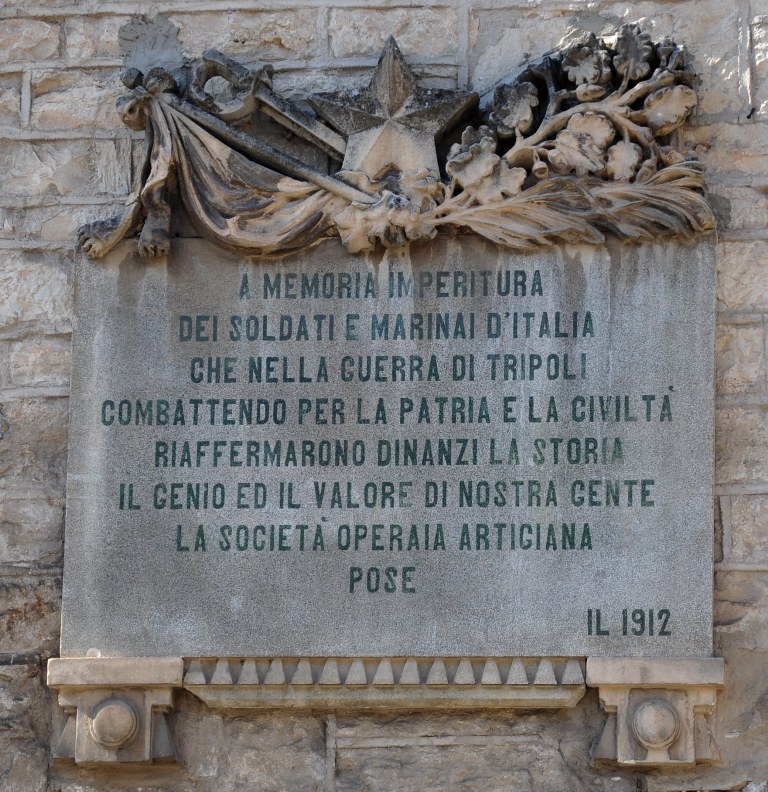 A MEMORIA IMPERITURA
DEI SOLDATI E MARINAI D'ITALIA
CHE NELLA GUERRA DI TRIPOLI
COMBATTENDO PER LA PATRIA E LA CIVILTÀ
RIAFFERMARONO DINANZI LA STORIA
IL GENIO ED IL VALORE DI NOSTRA GENTE
LA SOCIETÀ OPERAIA ARTIGIANA
POSE
IL 1912